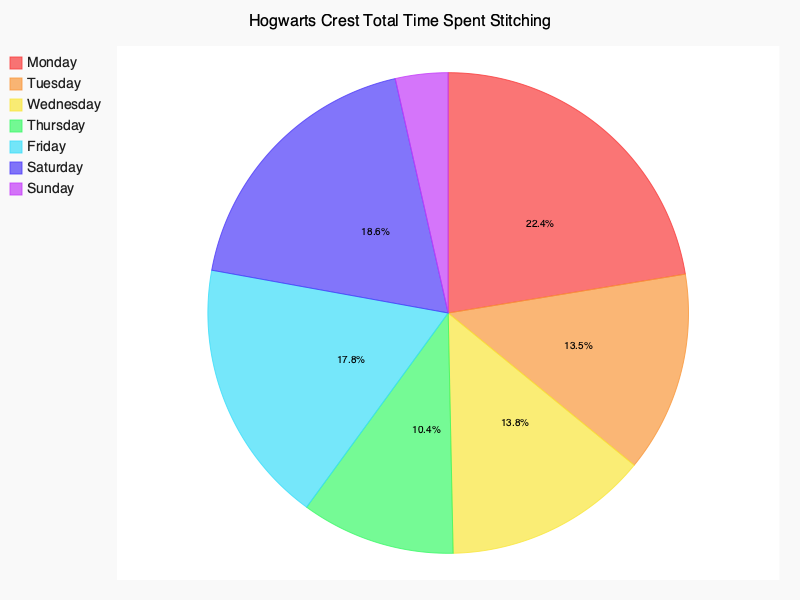 Hogwarts Crest Total Time Spent Stitching
Monday
Tuesday
Wednesday
Thursday
Friday
Saturday
Sunday
22.4%
13.5%
13.8%
10.4%
17.8%
18.6%